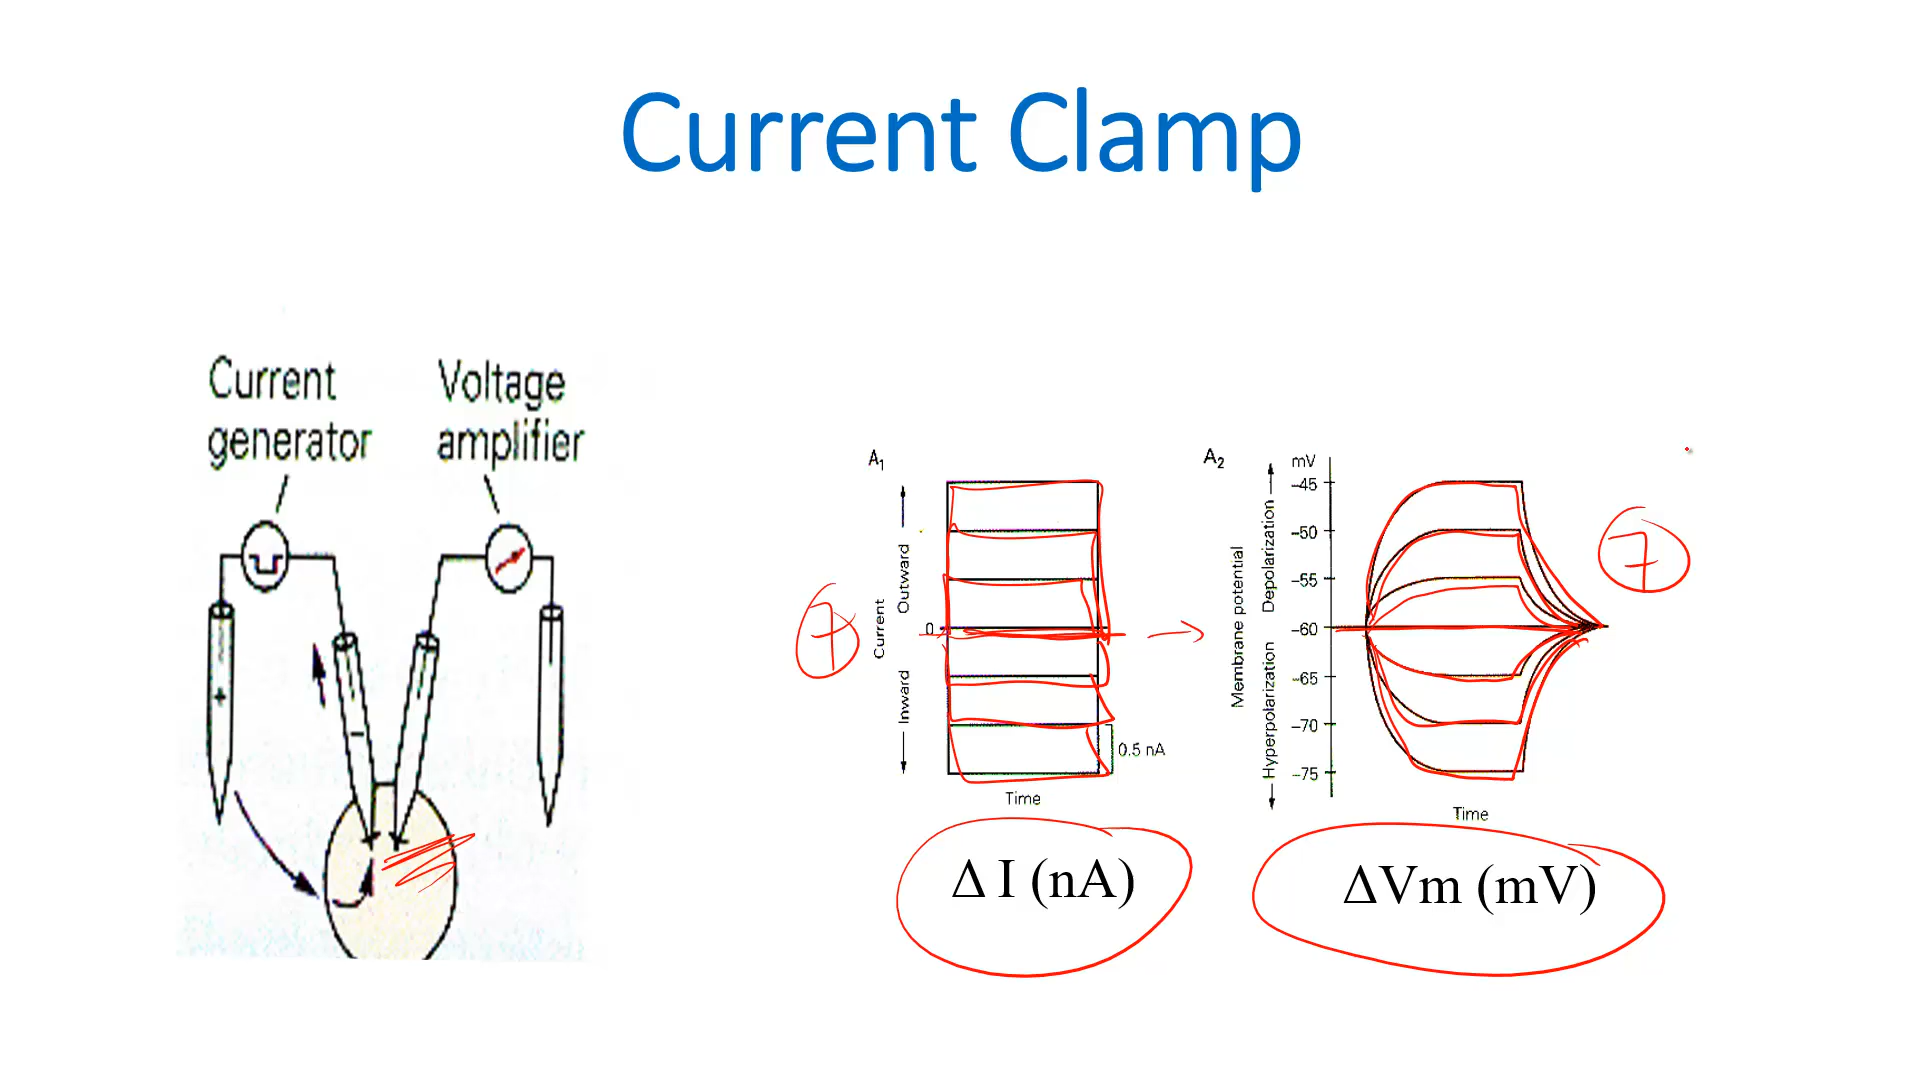 Current Clamp
Current
generator
Voltage
amplifier
+
−
A1
Current
Inward
Outward
0
0.5 nA
Time
7
A2
Membrane potential
Hyperpolarization
Depolarization
mV
−45
−50
−55
−60
−65
−70
−75
Time
7
Δ I (nA)
ΔVm (mV)